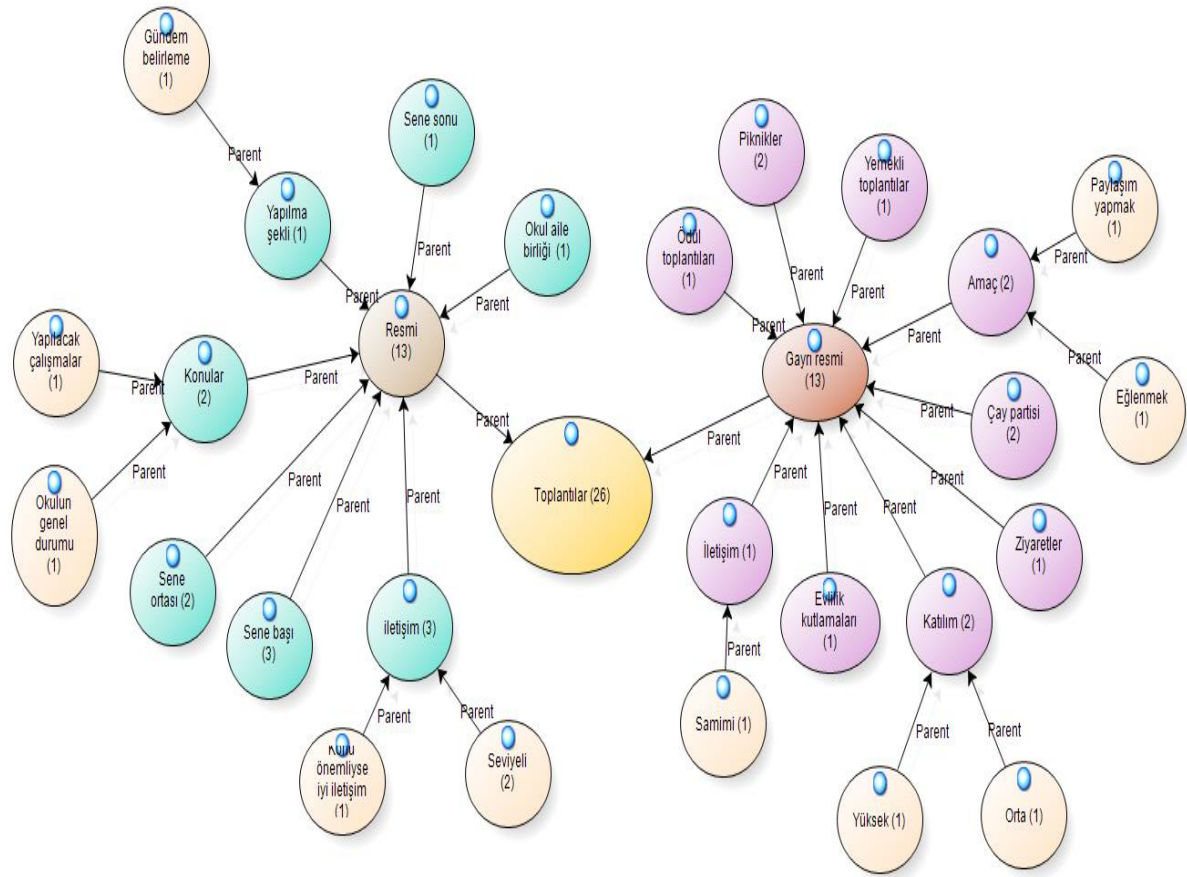 Gündem
belirleme
(1)
Parent
Sene sonu
(1)
Yapılma
şekli (1)
Parent
Okul aile
birliği (1)
Parent
Parent
Resmi
(13)
Yapılacak
çalışmalar
(1)
Parent
Konular
(2)
Parent
Okulun
genel
durumu
(1)
Parent
Sene
ortası (2)
Parent
Sene başı
(3)
Parent
iletişim (3)
Parent
Konu
önemliyse
iyi iletişim
(1)
Parent
Seviyeli
(2)
Parent
Parent
Toplantılar (26)
Parent
Piknikler
(2)
Parent
Yemekli
toplantılar
(1)
Parent
Ödül
toplantıları
(1)
Parent
Gayri resmi
(13)
Amaç (2)
Parent
Paylaşım
yapmak
(1)
Parent
Eğlenmek
(1)
Parent
Çay partisi
(2)
Parent
Ziyaretler
(1)
Parent
İletişim (1)
Parent
Samimi (1)
Parent
Evlilik
kutlamaları
(1)
Parent
Katılım (2)
Parent
Yüksek (1)
Parent
Orta (1)
Parent